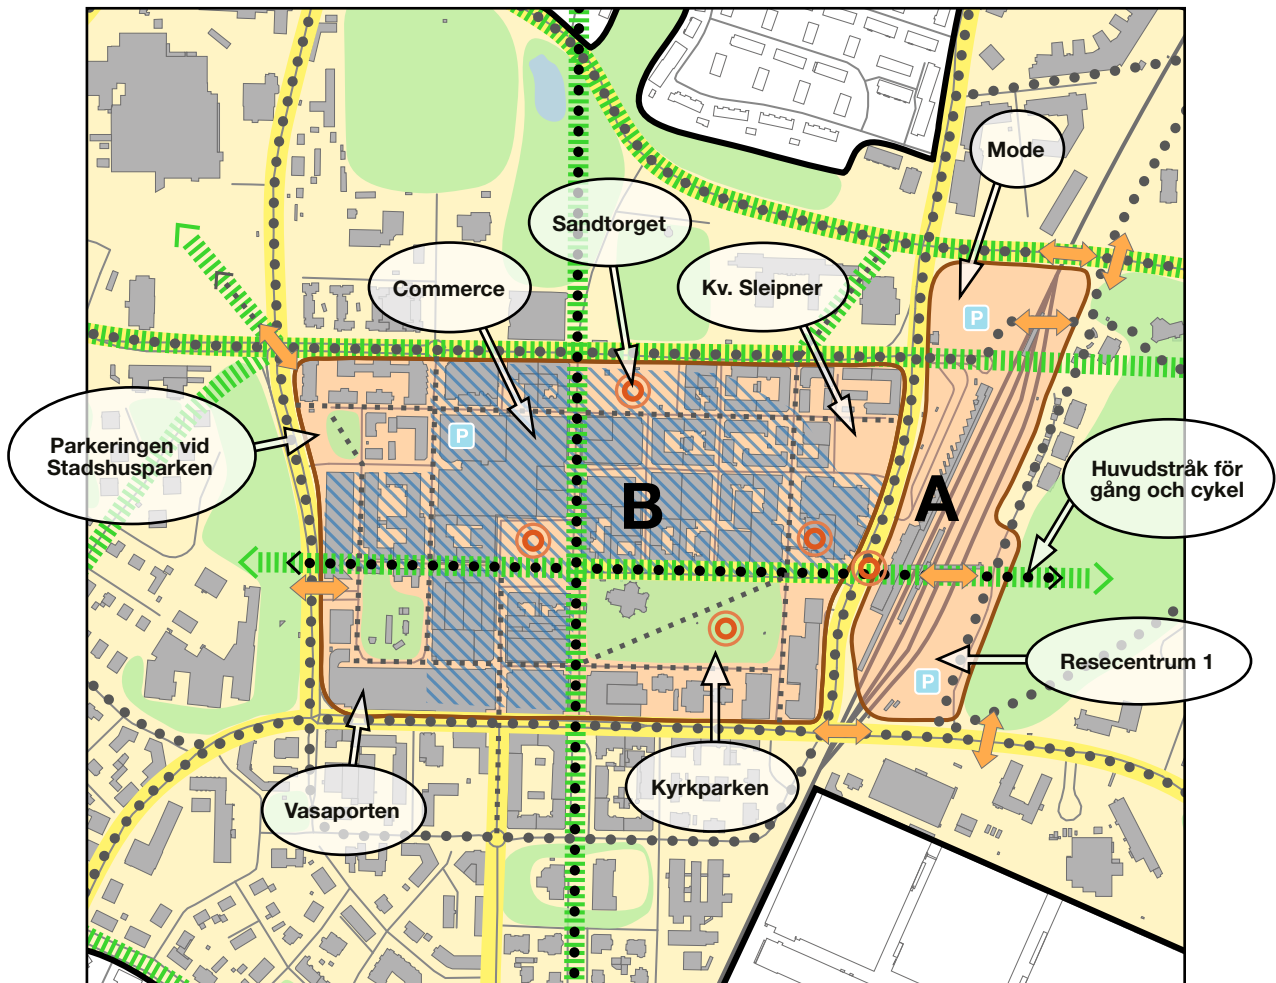 Mode
Sandtorget
Commerce
Kv. Sleipner
P
P
Parkeringen vid
Stadshusparken
Huvudstråk för
gång och cykel
B
A
Resecentrum 1
P
Kyrkparken
Vasaporten